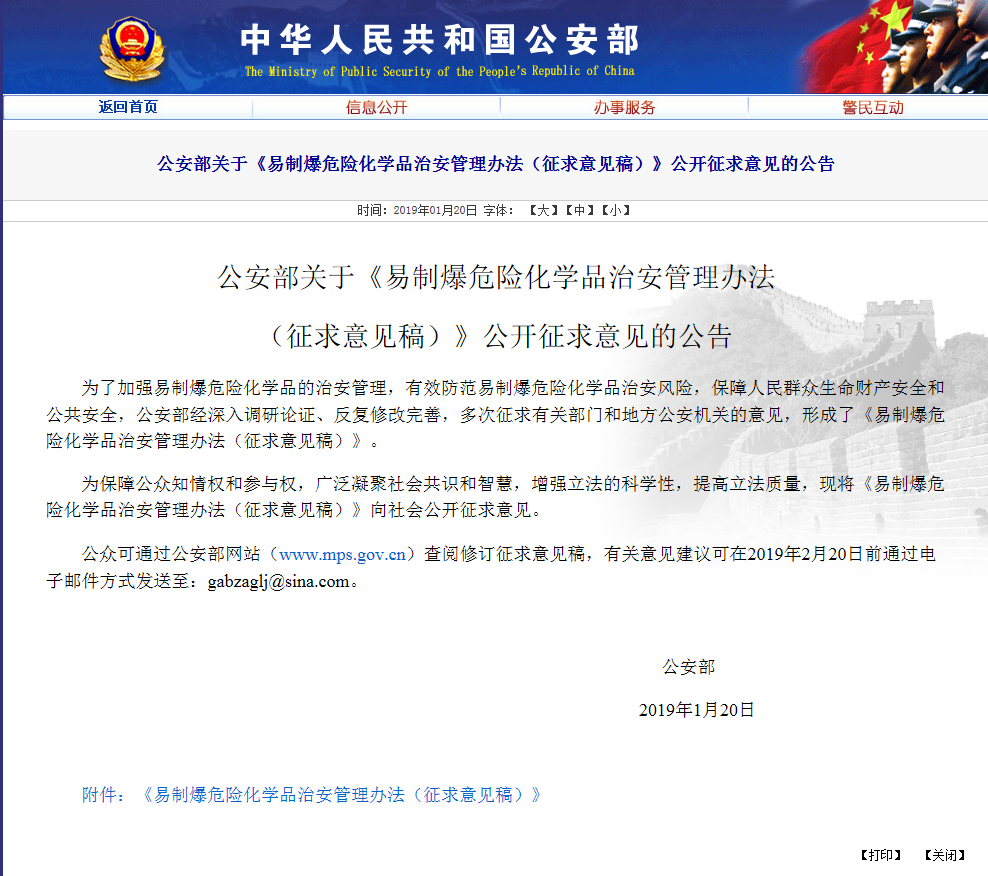 中华人民共和国公安部
The Ministry of Public Security of the People's Republic of China
返回首页 信息公开 办事服务 警民互动
公安部关于《易制爆危险化学品治安管理办法（征求意见稿）》公开征求意见的公告
时间：2019年01月20日 字体：【大】【中】【小】
公安部关于《易制爆危险化学品治安管理办法
（征求意见稿）》公开征求意见的公告
为了加强易制爆危险化学品的治安管理，有效防范易制爆危险化学品治安风险，保障人民群众生命财产安全和
公共安全，公安部经深入调研论证、反复修改完善，多次征求有关部门和地方公安机关的意见，形成了《易制爆危
险化学品治安管理办法（征求意见稿）》。
为保障公众知情权和参与权，广泛凝聚社会共识和智慧，增强立法的科学性，提高立法质量，现将《易制爆危
险化学品治安管理办法（征求意见稿）》向社会公开征求意见。
公众可通过公安部网站（www.mps.gov.cn）查阅修订征求意见稿，有关意见建议可在2019年2月20日前通过电
子邮件方式发送至：gabzaglj@sina.com。
公安部
2019年1月20日
附件：《易制爆危险化学品治安管理办法（征求意见稿）》
【打印】 【关闭】